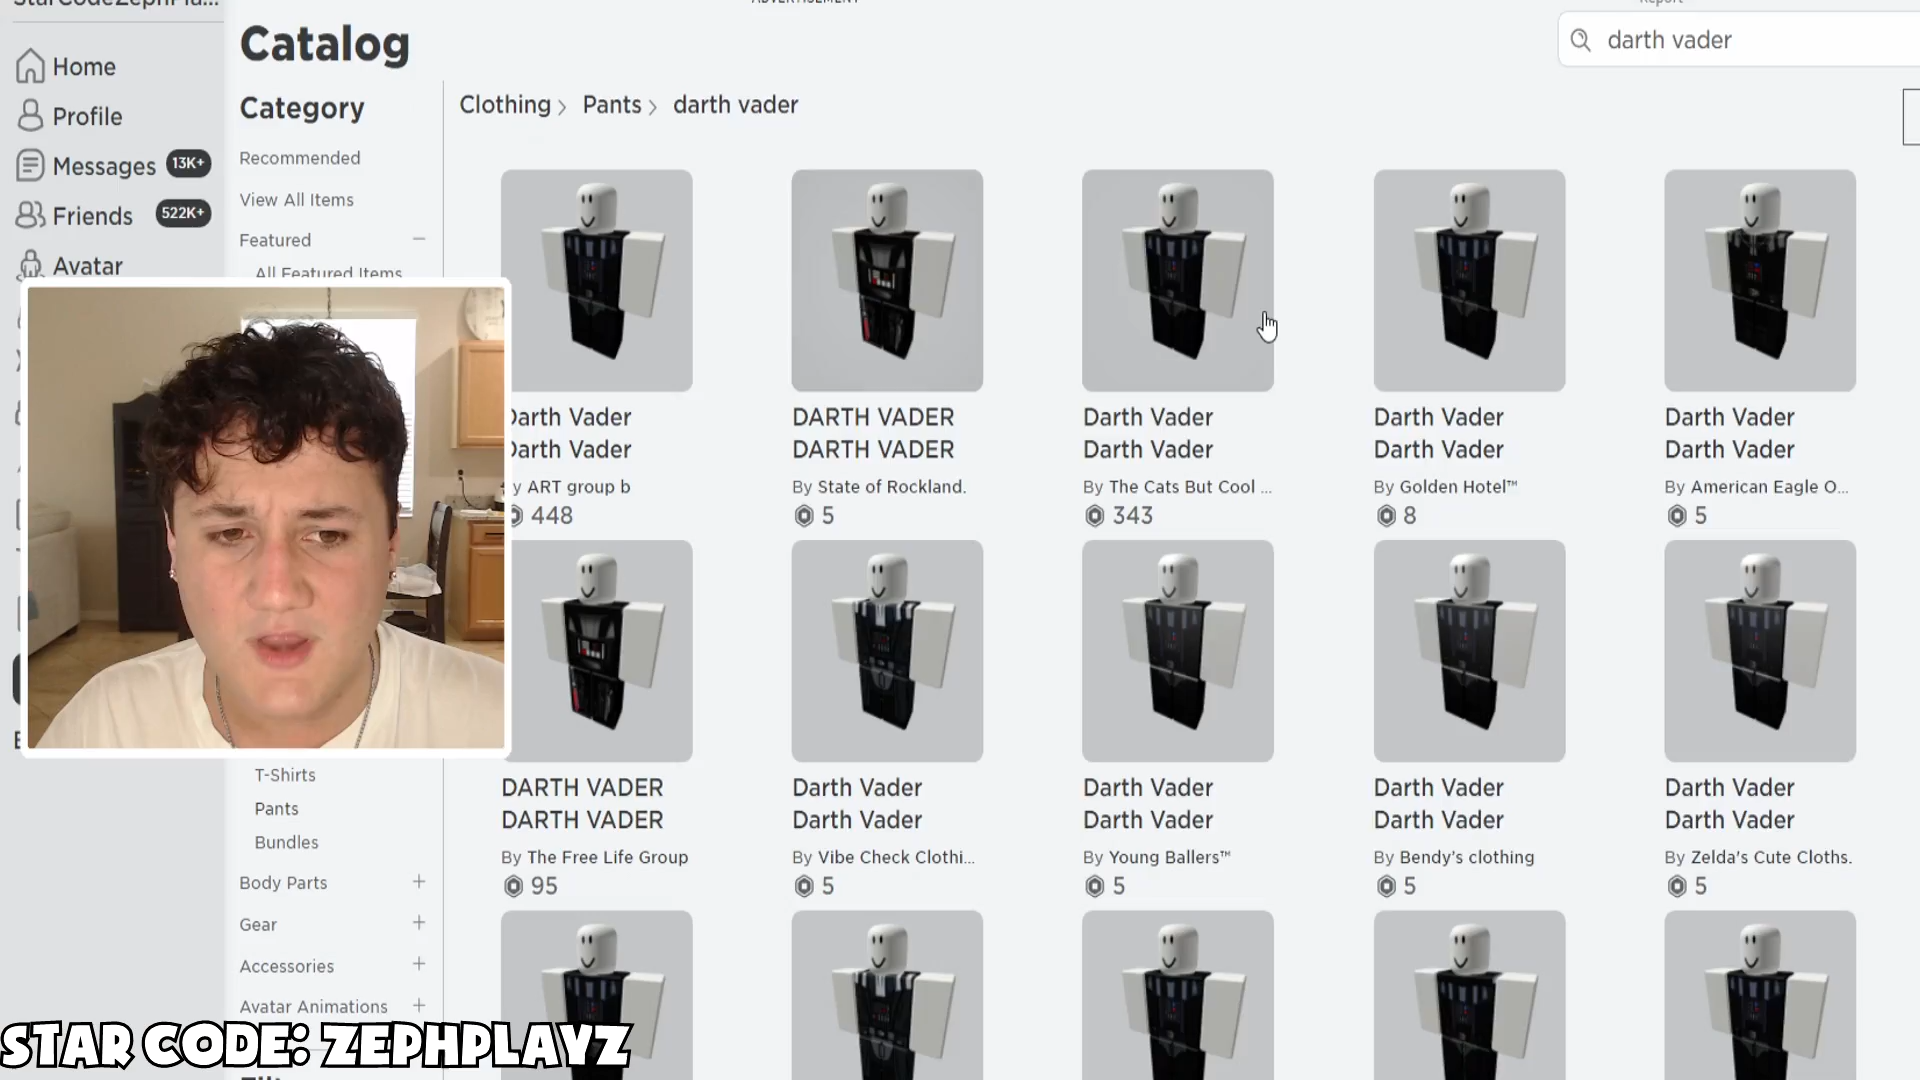 StarCodeZephPla...
ADVERTISEMENT
Report
Home
Profile
Messages 13K+
Friends 522K+
Avatar
Catalog
darth vader
Category
Recommended
View All Items
Featured
All Featured Items
T-Shirts
Pants
Bundles
Body Parts
Gear
Accessories
Avatar Animations
Clothing > Pants > darth vader
Darth Vader
Darth Vader
By ART group b
448
DARTH VADER
DARTH VADER
By State of Rockland.
5
Darth Vader
Darth Vader
By The Cats But Cool ...
343
Darth Vader
Darth Vader
By Golden Hotel™
8
Darth Vader
Darth Vader
By American Eagle O...
5
DARTH VADER
DARTH VADER
By The Free Life Group
95
Darth Vader
Darth Vader
By Vibe Check Clothi...
5
Darth Vader
Darth Vader
By Young Ballers™
5
Darth Vader
Darth Vader
By Bendy's clothing
5
Darth Vader
Darth Vader
By Zelda's Cute Cloths.
5
STAR CODE: ZEPHPLAYZ